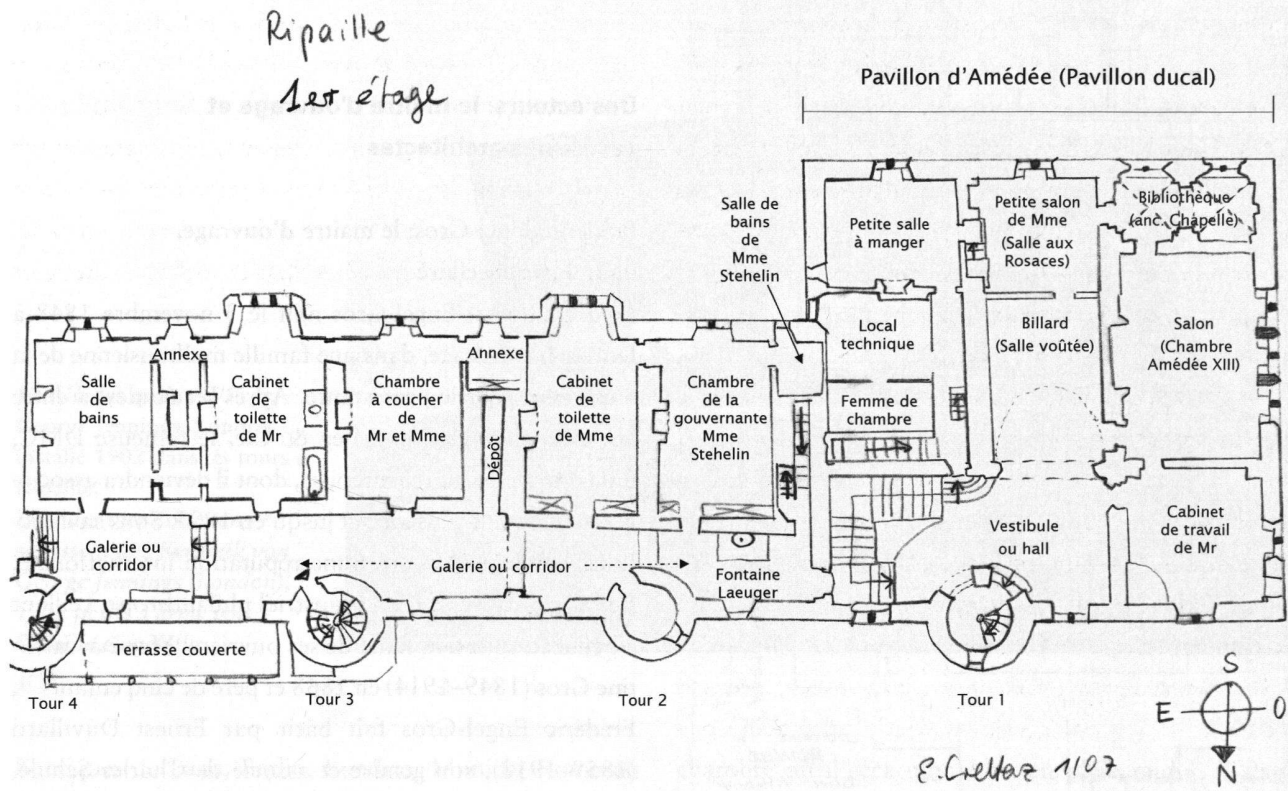 Ripaille
1er étage
Pavillon d'Amédée (Pavillon ducal)
Salle de
bains
de
Mme
Stehelin
Petite salle
à manger
Petite salon
de Mme
(Salle aux
Rosaces)
Bibliothèque
(anc. Chapelle)
Local
technique
Billard
(Salle voûtée)
Salon
(Chambre
Amédée XIII)
Annexe
Salle
de
bains
Cabinet
de
toilette
de Mr
Chambre
à coucher
de
Mr et Mme
Annexe
Dépôt
Cabinet
de
toilette
de Mme
Chambre
de la
gouvernante
Mme
Stehelin
Femme de
chambre
Galerie ou
corridor
Galerie ou corridor
Fontaine
Laeuger
Vestibule
ou hall
Cabinet
de travail
de Mr
Terrasse couverte
Tour 4
Tour 3
Tour 2
Tour 1
S
E
O
N
E. Crettaz 1/07